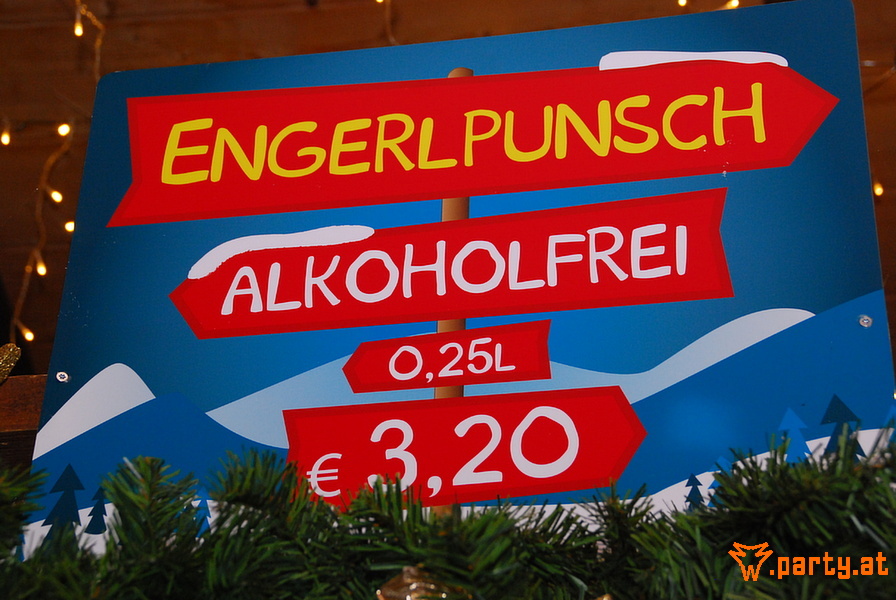 ENGERLPUNSCH
ALKOHOLFREI
0,25L
€ 3,20
.party.at